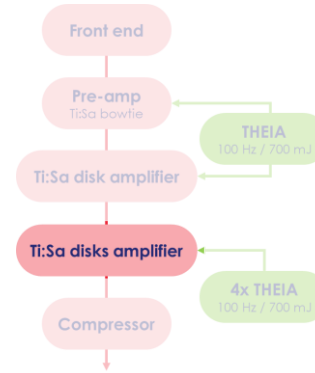 Front end
Pre-amp
Ti:Sa bowtie
THEIA
100 Hz / 700 mJ
Ti:Sa disk amplifier
Ti:Sa disks amplifier
4x THEIA
100 Hz / 700 mJ
Compressor